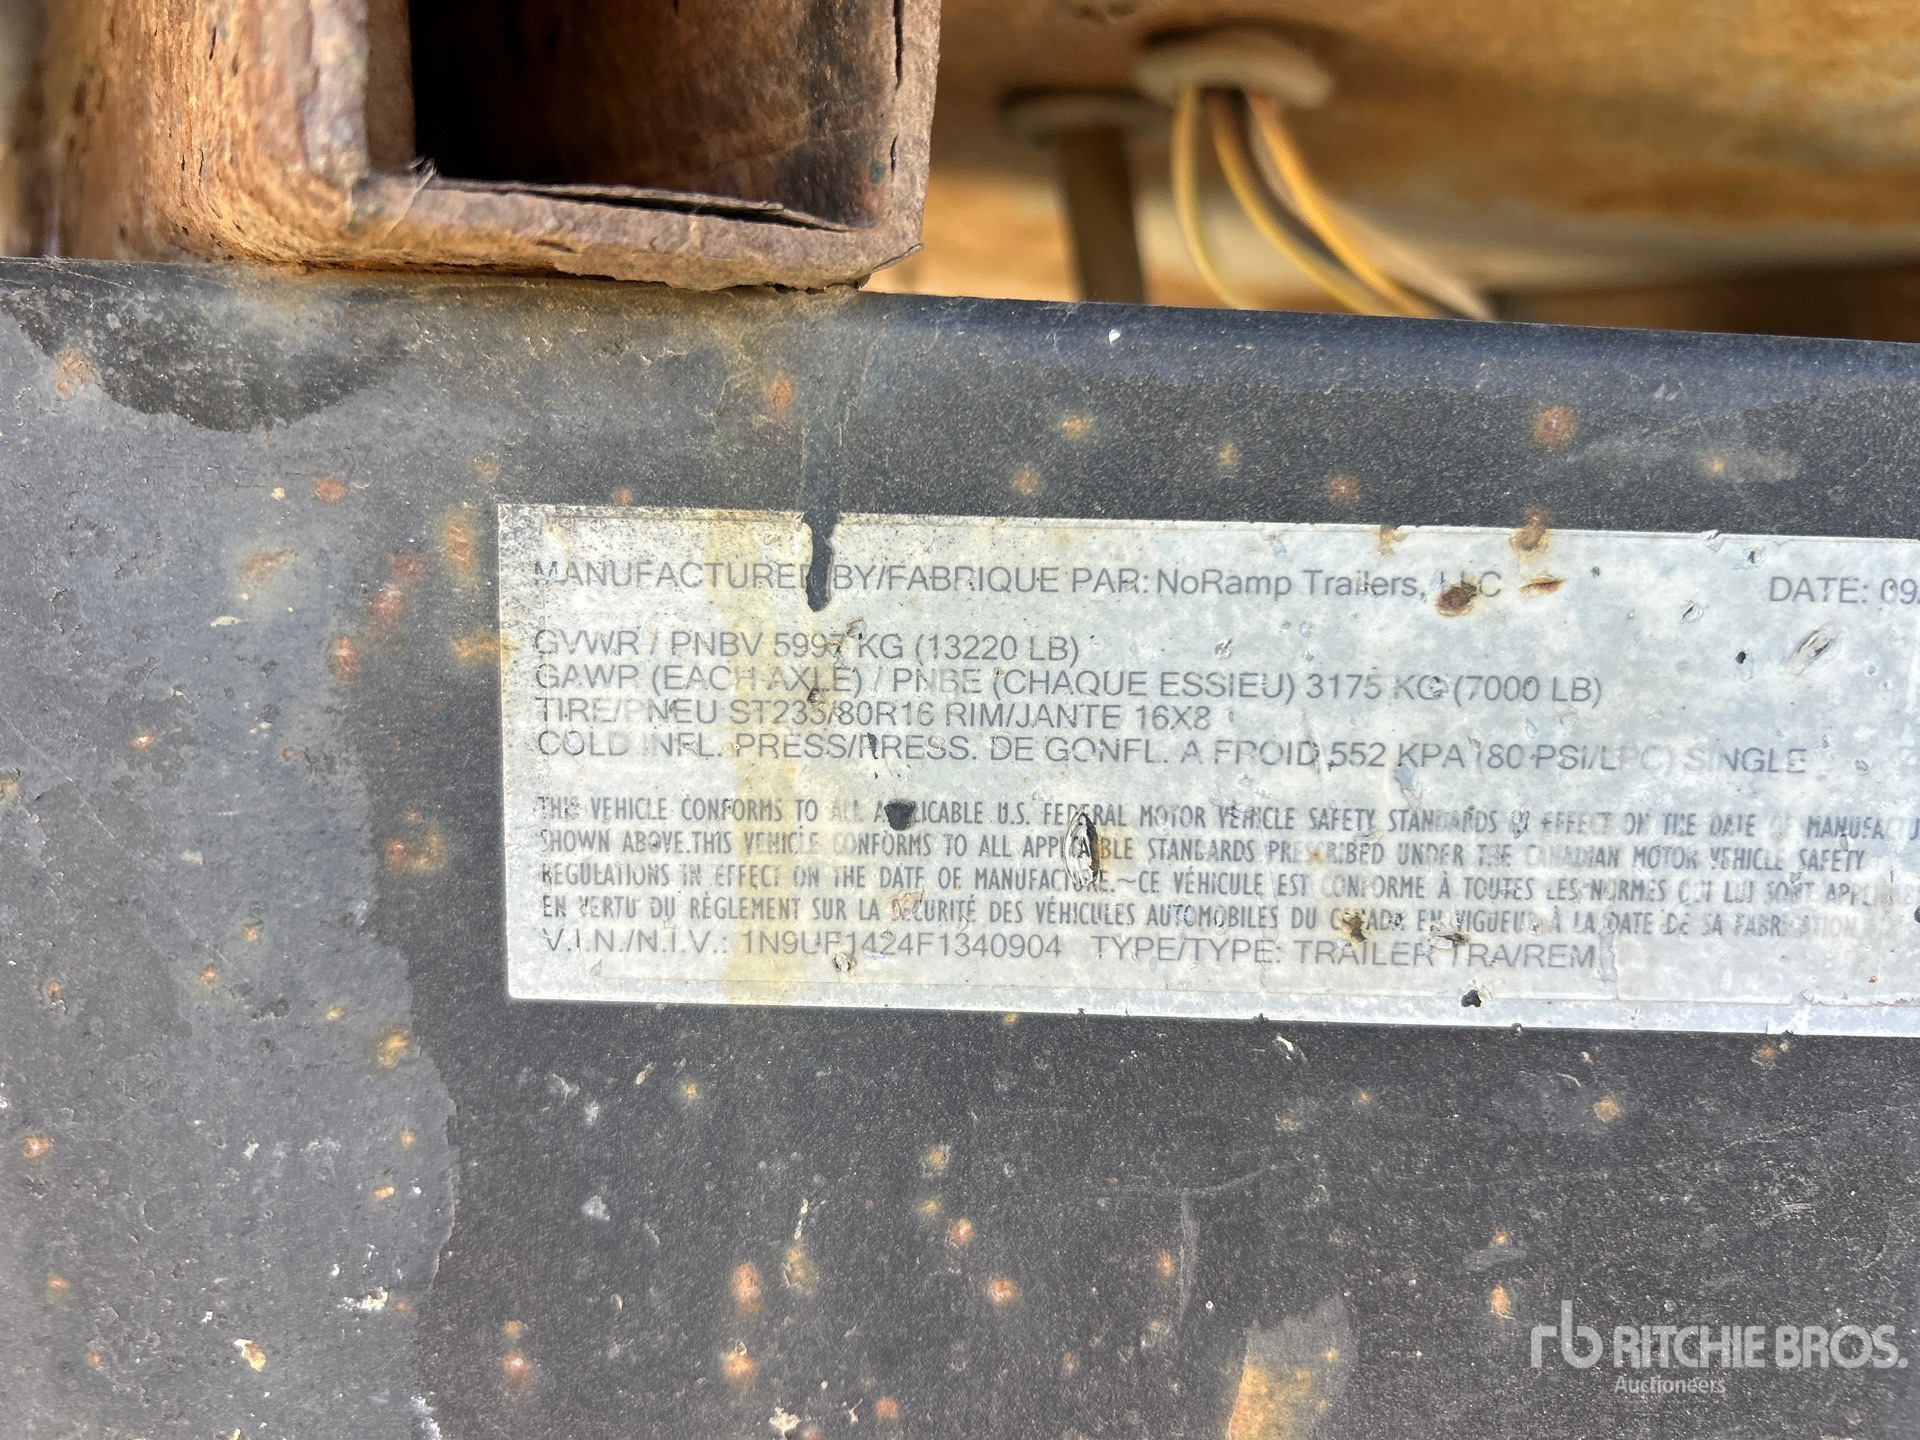 MANUFACTURED BY/FABRIQUE PAR: NoRamp Trailers, LLC DATE: 09/
GVWR / PNBV 5997 KG (13220 LB)
GAWR (EACH AXLE) / PNBE (CHAQUE ESSIEU) 3175 KG (7000 LB)
TIRE/PNEU ST235/80R16 RIM/JANTE 16X8
COLD INFL. PRESS/PRESS. DE GONFL. A FROID 552 KPA (80 PSI/LPC) SINGLE
THIS VEHICLE CONFORMS TO ALL APPLICABLE U.S. FEDERAL MOTOR VEHICLE SAFETY STANDARDS IN EFFECT ON THE DATE OF MANUFACTU
SHOWN ABOVE.THIS VEHICLE CONFORMS TO ALL APPLICABLE STANDARDS PRESCRIBED UNDER THE CANADIAN MOTOR VEHICLE SAFETY
REGULATIONS IN EFFECT ON THE DATE OF MANUFACTURE.~CE VÉHICULE EST CONFORME À TOUTES LES NORMES QUI LUI SONT APPLICABLE
EN VERTU DU RÈGLEMENT SUR LA SÉCURITÉ DES VÉHICULES AUTOMOBILES DU CANADA EN VIGUEUR À LA DATE DE SA FABRICATION
V.I.N./N.I.V.: 1N9UF1424F1340904 TYPE/TYPE: TRAILER TRA/REM
rb RITCHIE BROS.
Auctioneers